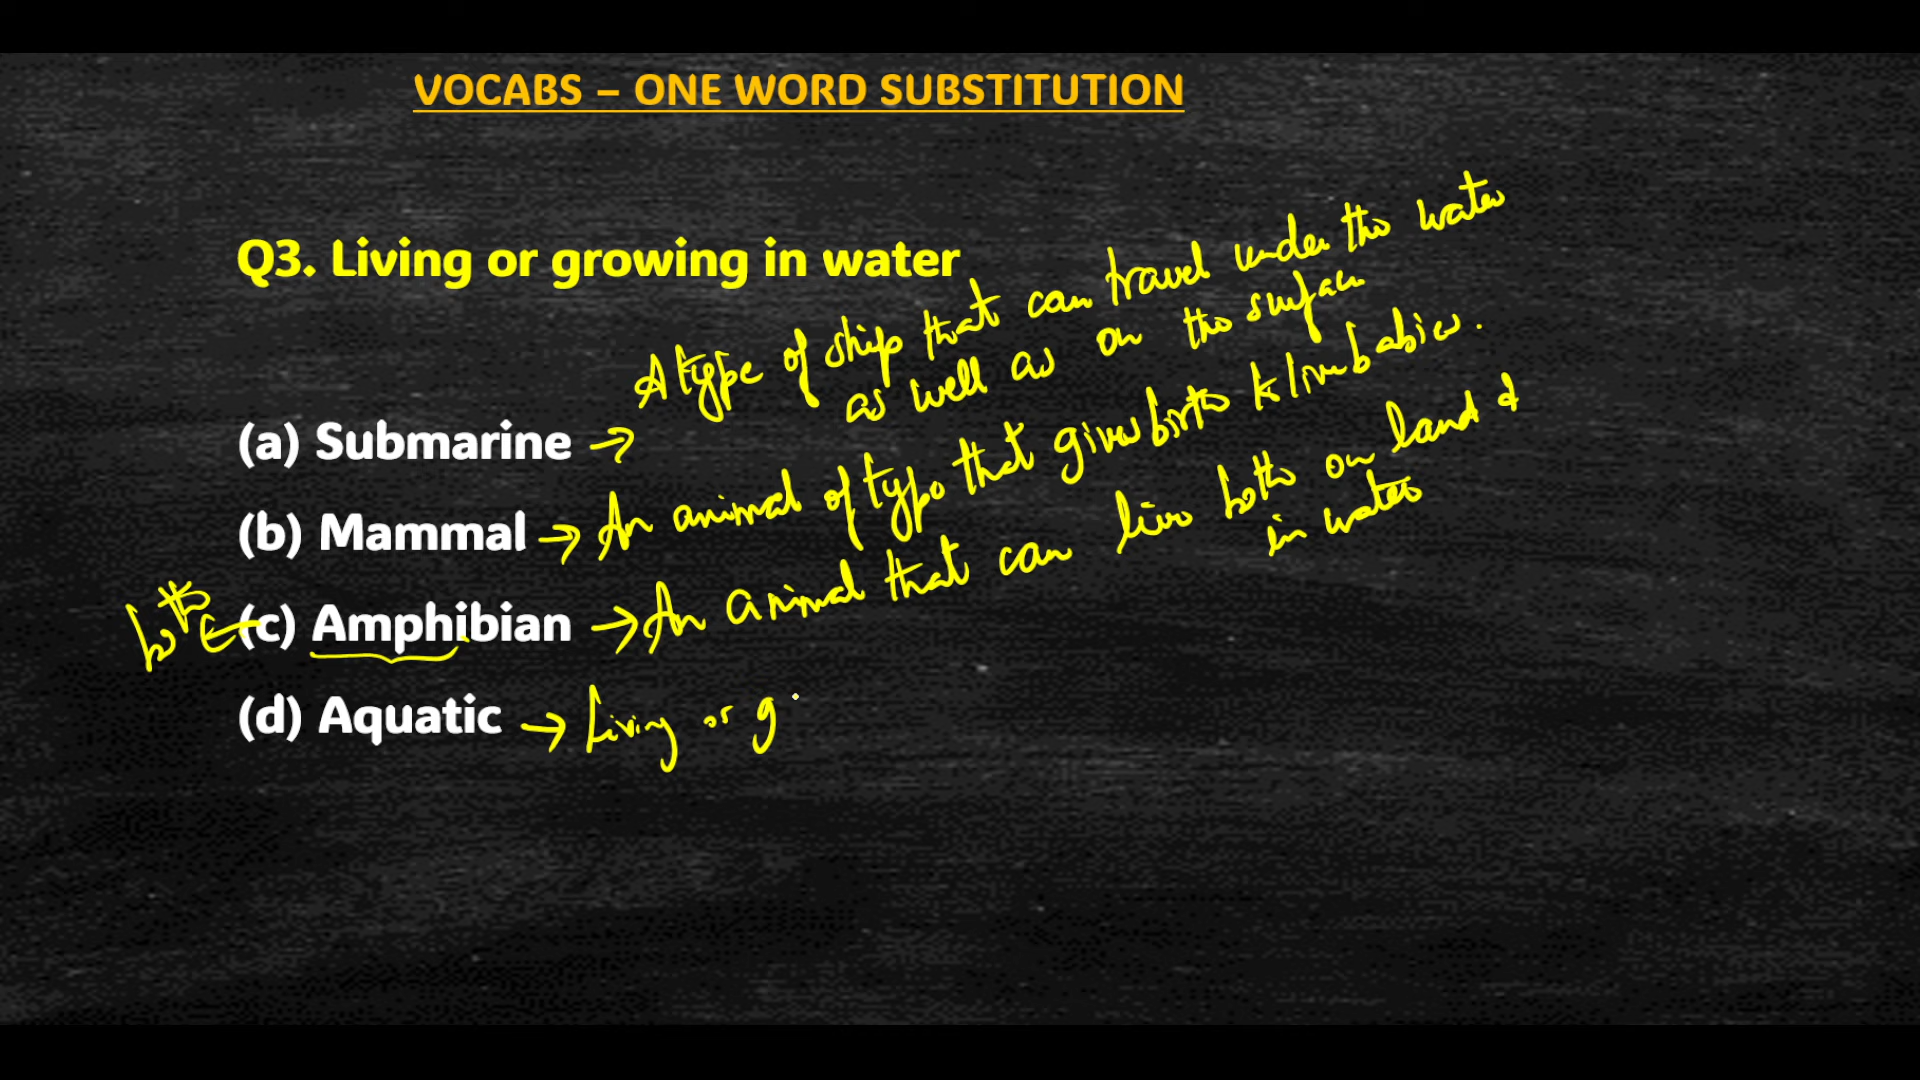 VOCABS – ONE WORD SUBSTITUTION
Q3. Living or growing in water
(a) Submarine → A type of ship that can travel under the water
as well as on the surface
(b) Mammal → An animal of type that gives birth to live babies.
(c) Amphibian → An animal that can live both on land &
in water
both
(d) Aquatic → Living or g